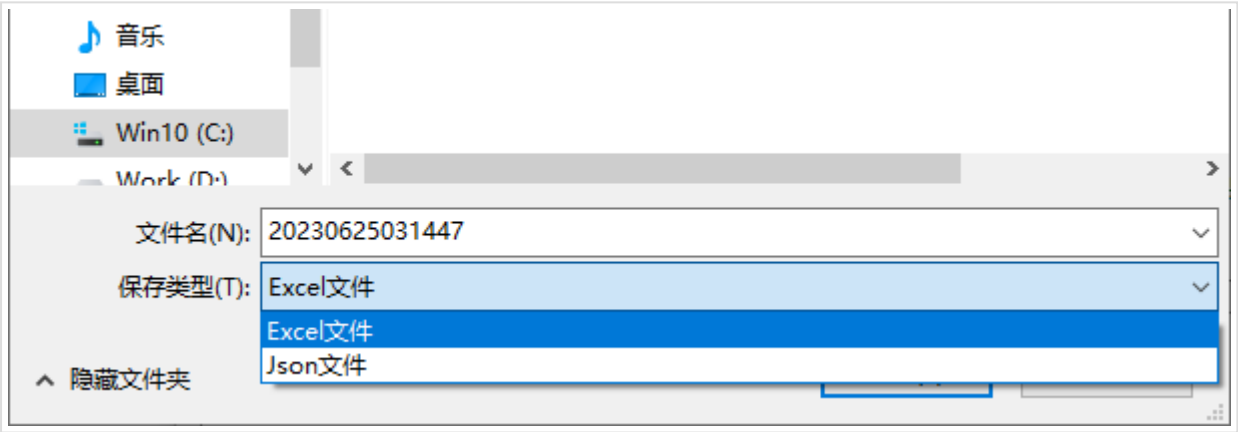 音乐
桌面
Win10 (C:)
Work (D:)
文件名(N): 20230625031447
保存类型(T): Excel文件
Excel文件
Json文件
隐藏文件夹